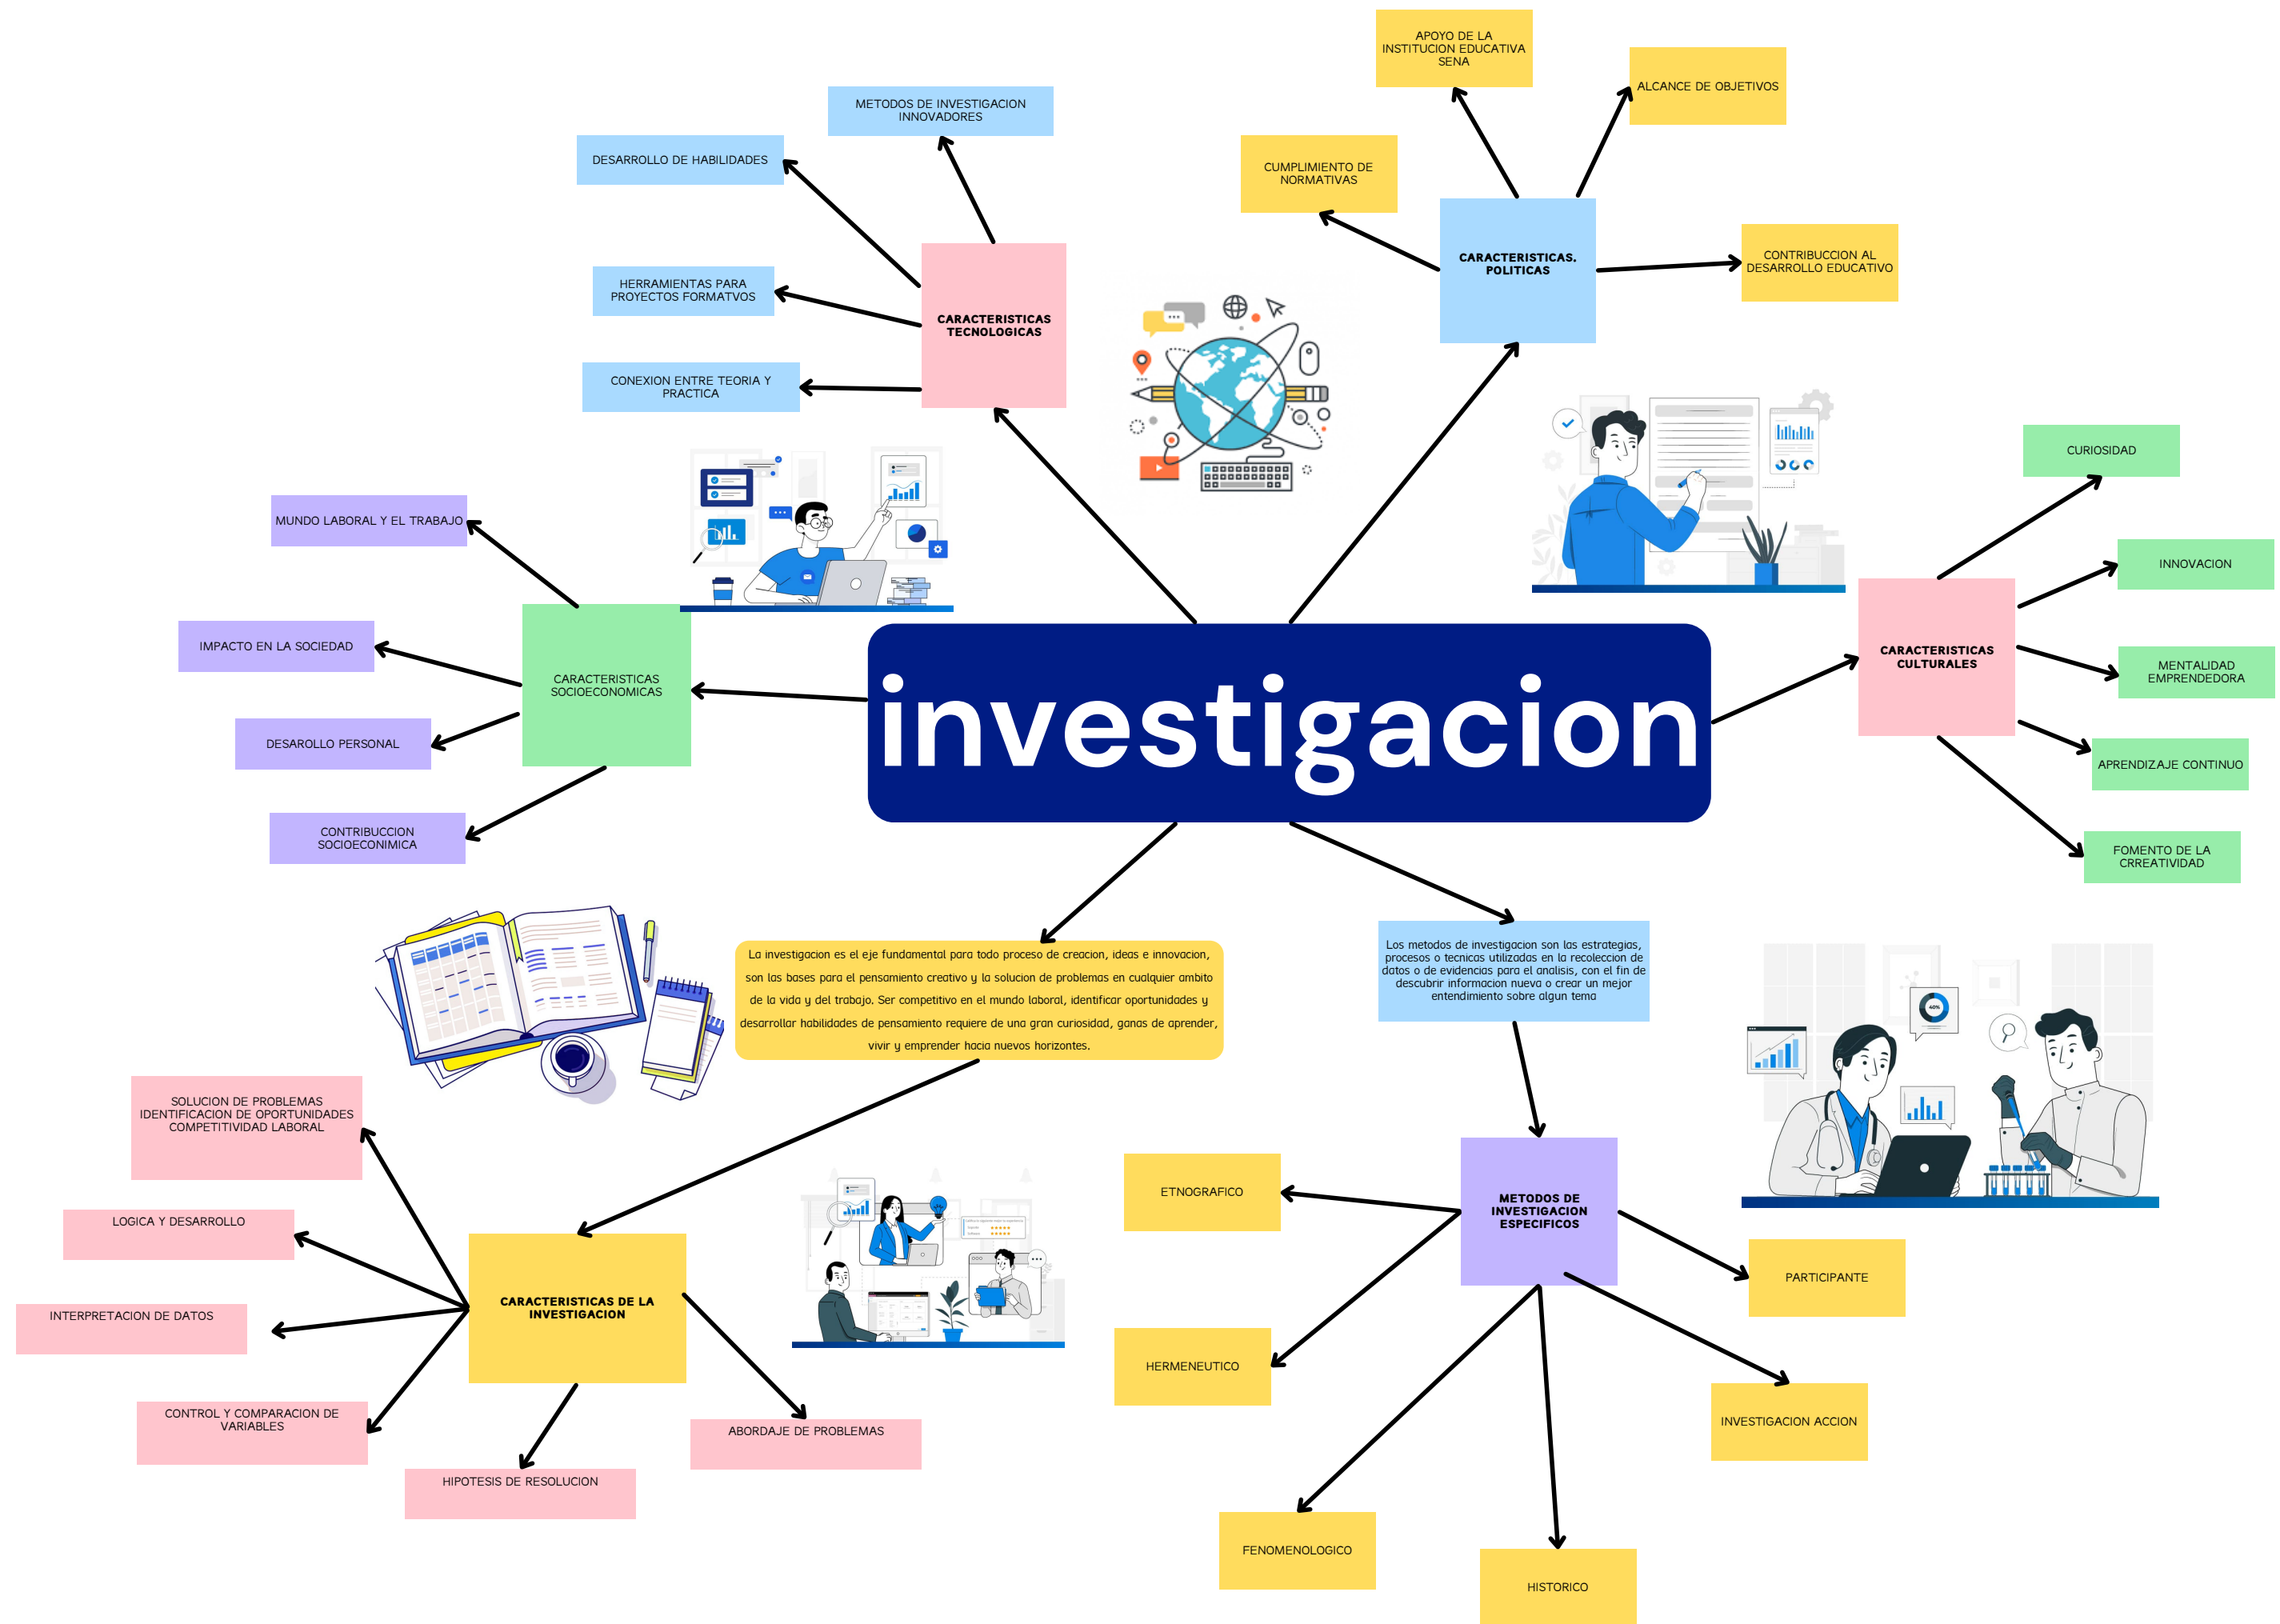 APOYO DE LA
INSTITUCION EDUCATIVA
SENA
ALCANCE DE OBJETIVOS
METODOS DE INVESTIGACION
INNOVADORES
DESARROLLO DE HABILIDADES
CUMPLIMIENTO DE
NORMATIVAS
HERRAMIENTAS PARA
PROYECTOS FORMATVOS
CARACTERISTICAS
TECNOLOGICAS
CARACTERISTICAS.
POLITICAS
CONTRIBUCCION AL
DESARROLLO EDUCATIVO
CONEXION ENTRE TEORIA Y
PRACTICA
CURIOSIDAD
MUNDO LABORAL Y EL TRABAJO
INNOVACION
IMPACTO EN LA SOCIEDAD
CARACTERISTICAS
SOCIOECONOMICAS
investigacion
CARACTERISTICAS
CULTURALES
MENTALIDAD
EMPRENDEDORA
DESAROLLO PERSONAL
APRENDIZAJE CONTINUO
CONTRIBUCCION
SOCIOECONIMICA
FOMENTO DE LA
CRREATIVIDAD
La investigacion es el eje fundamental para todo proceso de creacion, ideas e innovacion,
son las bases para el pensamiento creativo y la solucion de problemas en cualquier ambito
de la vida y del trabajo. Ser competitivo en el mundo laboral, identificar oportunidades y
desarrollar habilidades de pensamiento requiere de una gran curiosidad, ganas de aprender,
vivir y emprender hacia nuevos horizontes.
Los metodos de investigacion son las estrategias,
procesos o tecnicas utilizadas en la recoleccion de
datos o de evidencias para el analisis, con el fin de
descubrir informacion nueva o crear un mejor
entendimiento sobre algun tema
40%
SOLUCION DE PROBLEMAS
IDENTIFICACION DE OPORTUNIDADES
COMPETITIVIDAD LABORAL
LOGICA Y DESARROLLO
INTERPRETACION DE DATOS
CARACTERISTICAS DE LA
INVESTIGACION
CONTROL Y COMPARACION DE
VARIABLES
HIPOTESIS DE RESOLUCION
ABORDAJE DE PROBLEMAS
ETNOGRAFICO
METODOS DE
INVESTIGACION
ESPECIFICOS
PARTICIPANTE
HERMENEUTICO
INVESTIGACION ACCION
FENOMENOLOGICO
HISTORICO